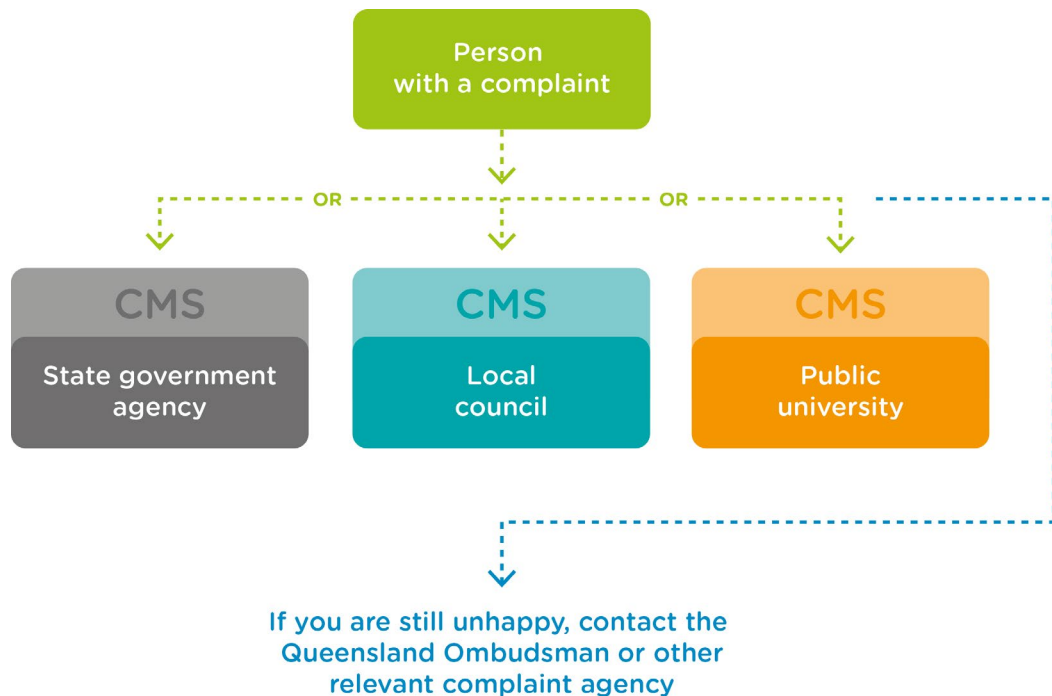 Person
with a complaint
OR
OR
CMS
State government
agency
CMS
Local
council
CMS
Public
university
If you are still unhappy, contact the
Queensland Ombudsman or other
relevant complaint agency